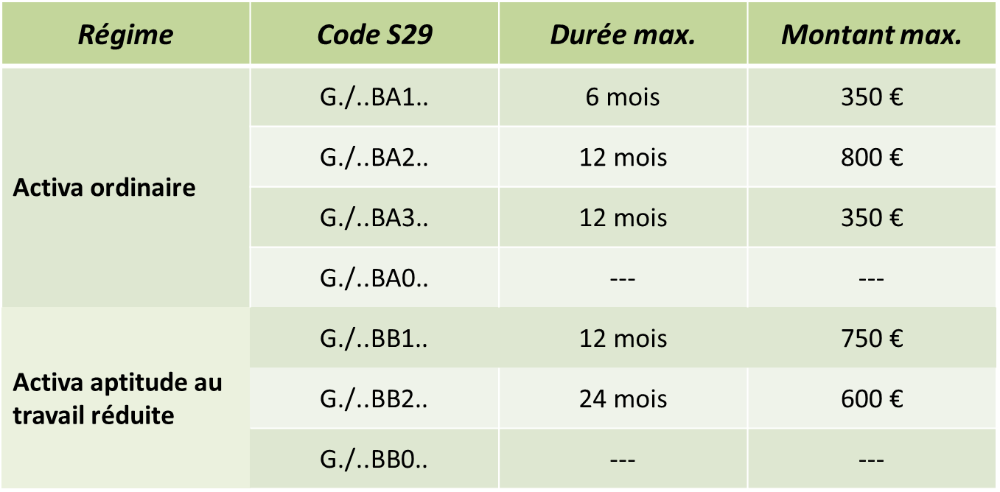 Régime Code S29 Durée max. Montant max.
Activa ordinaire
G./..BA1.. 6 mois 350 €
G./..BA2.. 12 mois 800 €
G./..BA3.. 12 mois 350 €
G./..BA0.. --- ---
Activa aptitude au
travail réduite
G./..BB1.. 12 mois 750 €
G./..BB2.. 24 mois 600 €
G./..BB0.. --- ---